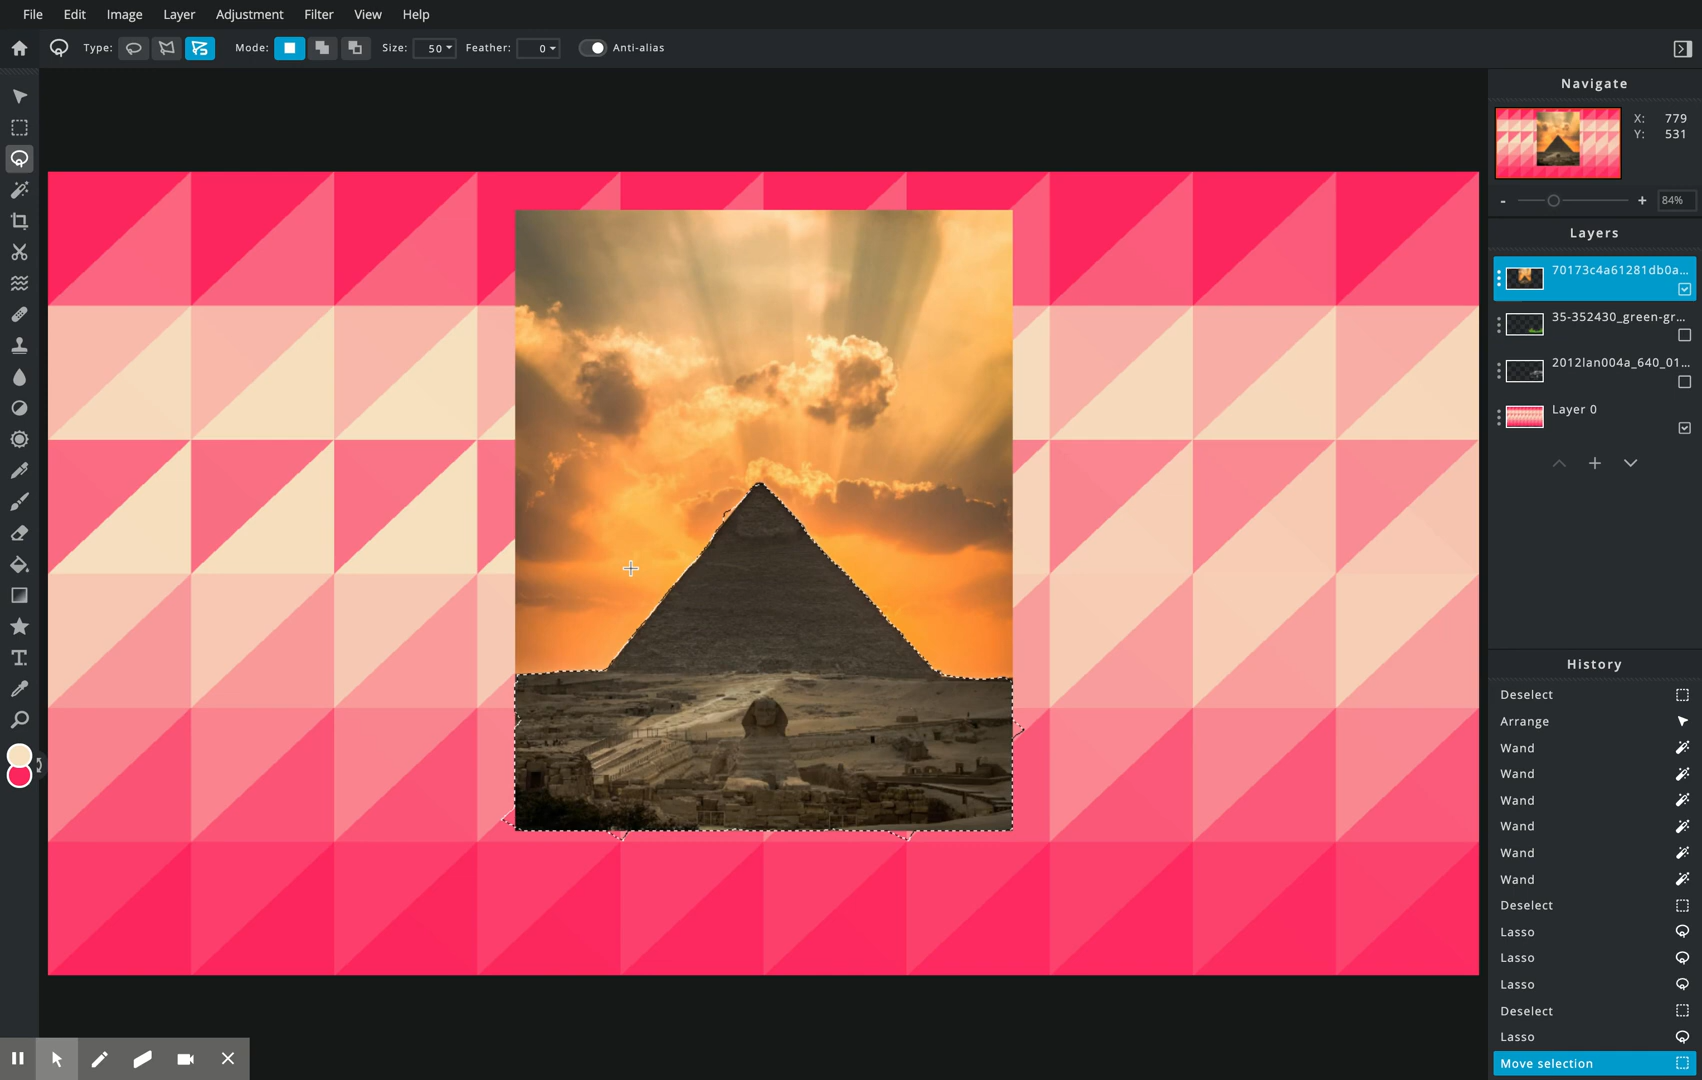 File Edit Image Layer Adjustment Filter View Help
Type: Mode: Size: 50 Feather: 0 Anti-alias
Navigate
X: 779
Y: 531
- + 84%
Layers
70173c4a61281db0a...
35-352430_green-gr...
2012lan004a_640_01...
Layer 0
History
Deselect
Arrange
Wand
Wand
Wand
Wand
Wand
Wand
Deselect
Lasso
Lasso
Lasso
Deselect
Lasso
Move selection